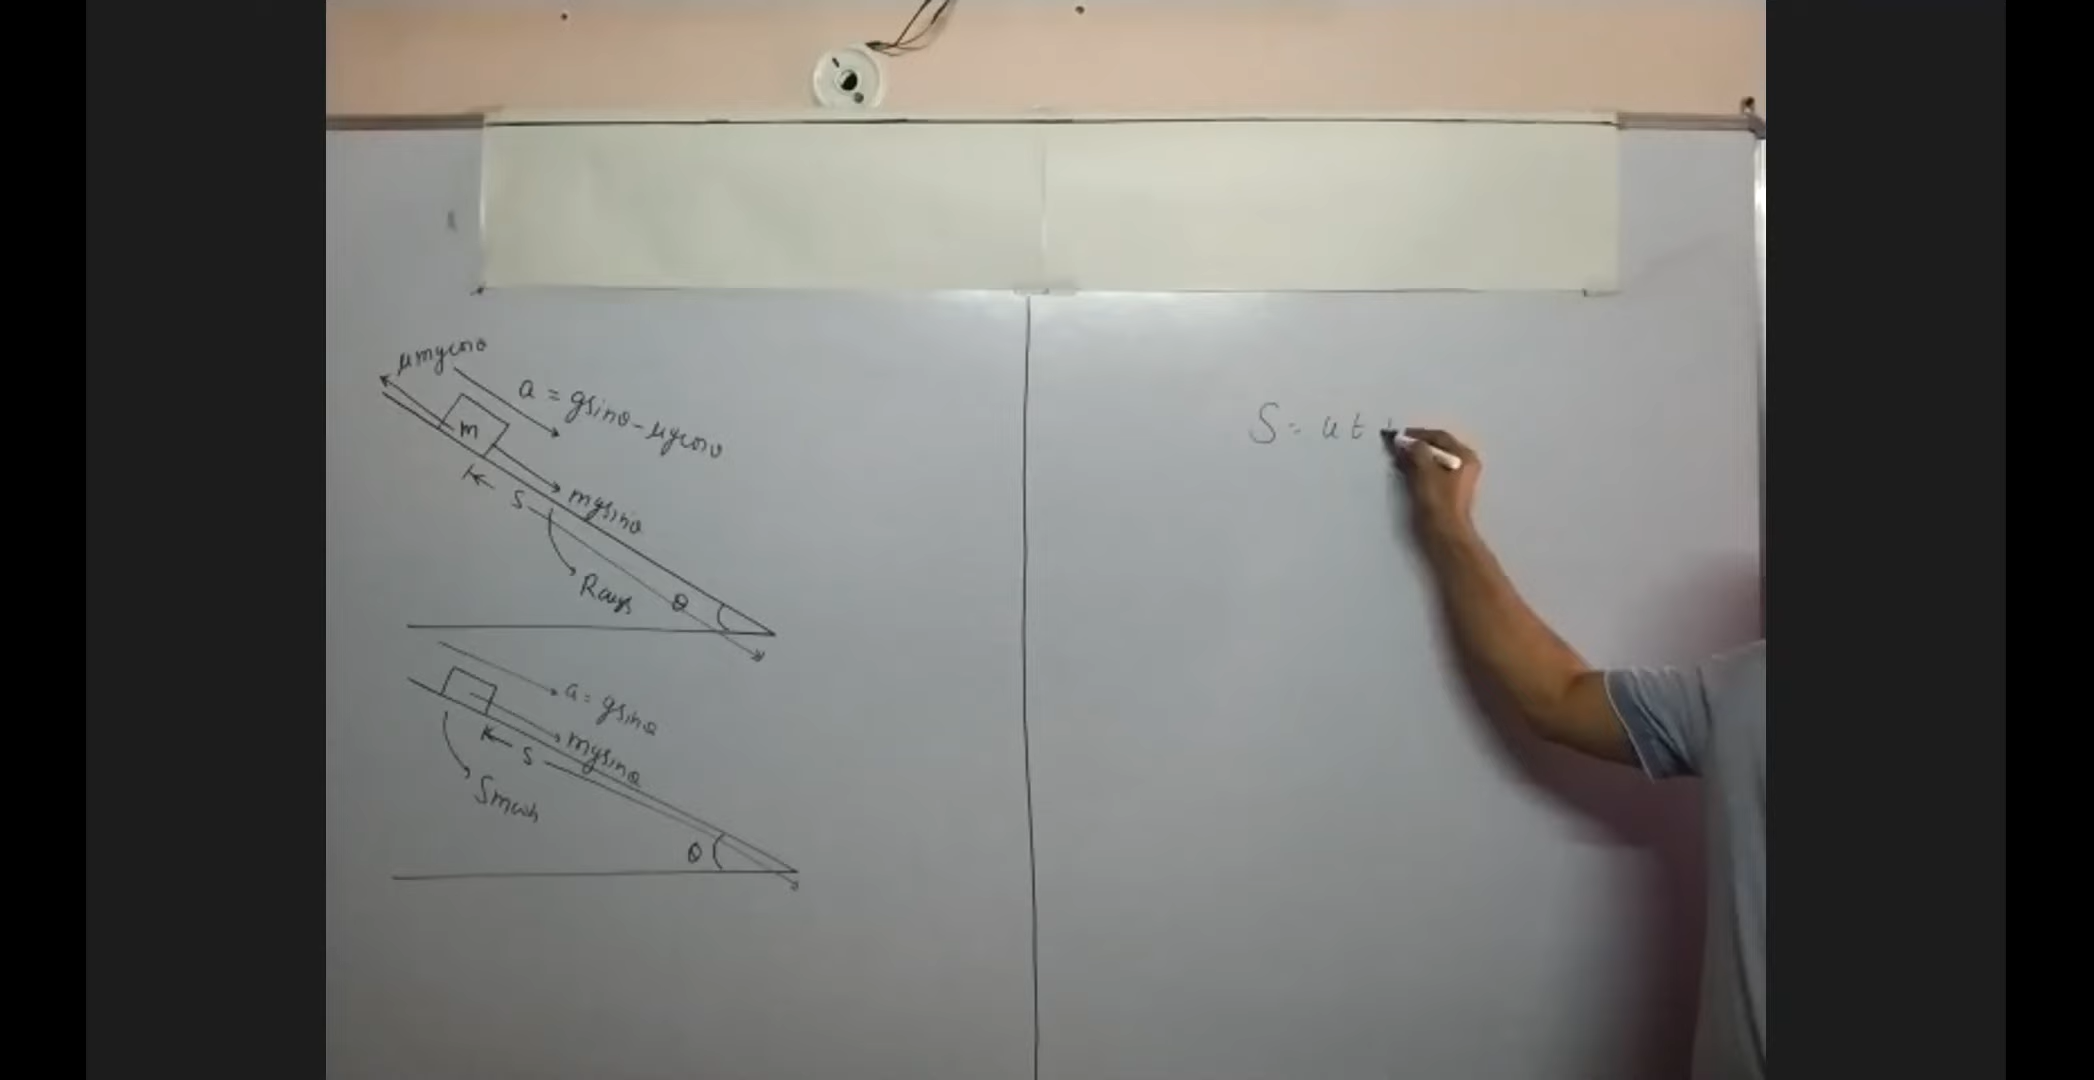 μmgcosθ
a = gsinθ - μgcosθ
m
S
mgsinθ
Rough
θ
a = gsinθ
mgsinθ
S
Smooth
θ
S = ut +